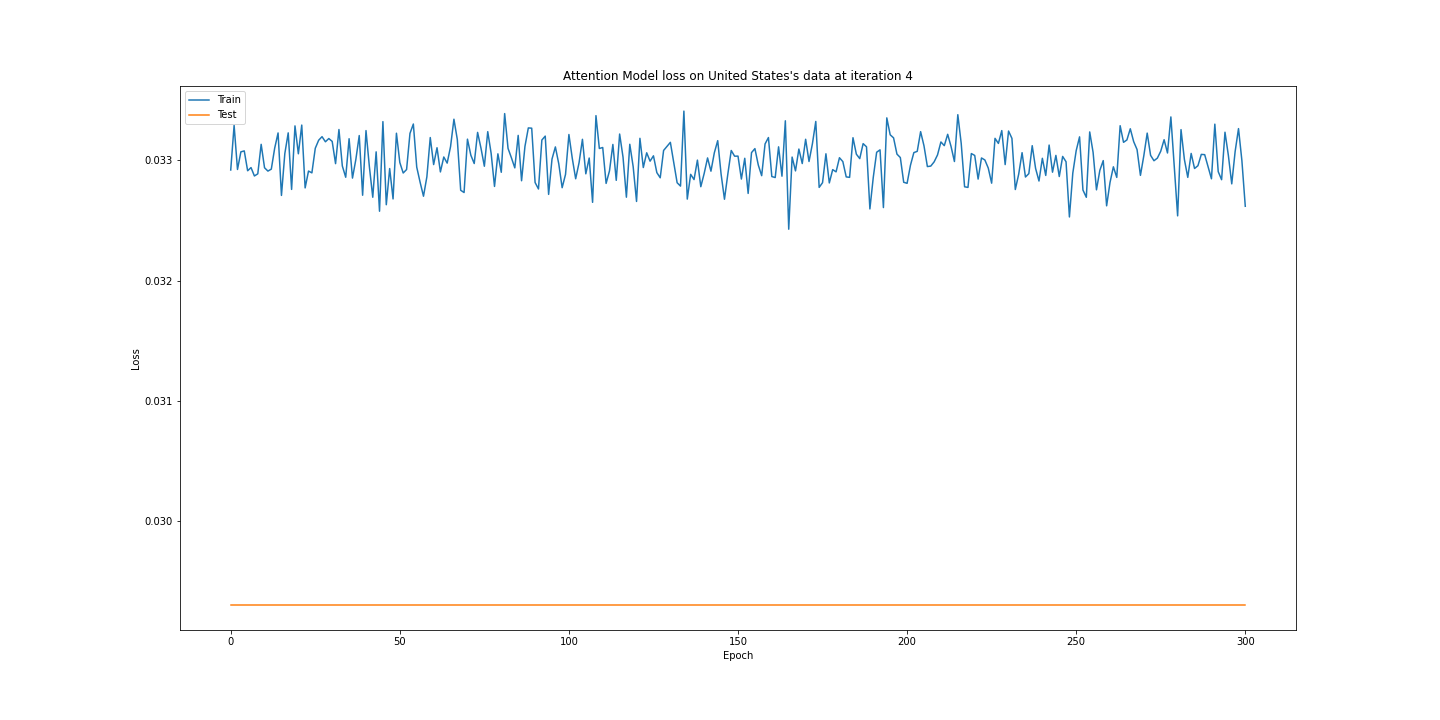 Attention Model loss on United States's data at iteration 4
Train
Test
0.033
0.032
0.031
0.030
Loss
0
50
100
150
200
250
300
Epoch